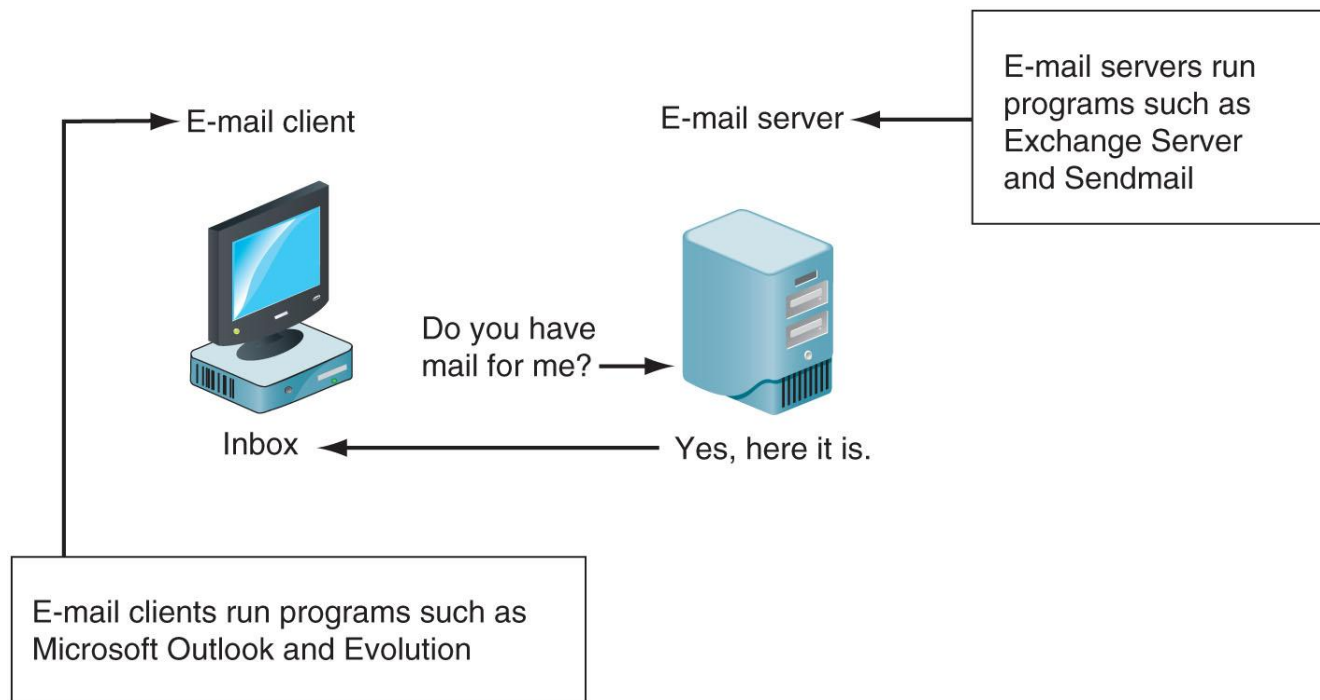 E-mail client
E-mail server
E-mail servers run
programs such as
Exchange Server
and Sendmail
Do you have
mail for me?
Inbox
Yes, here it is.
E-mail clients run programs such as
Microsoft Outlook and Evolution